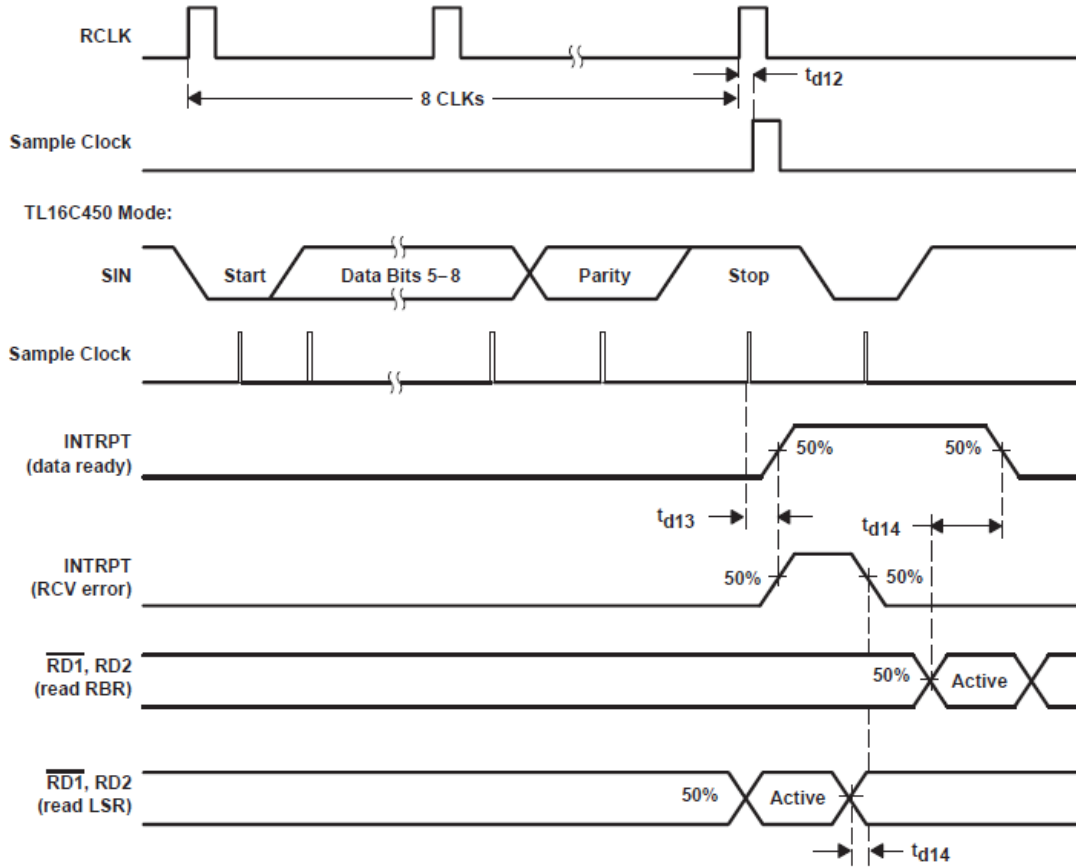 RCLK
td12
8 CLKs
Sample Clock
TL16C450 Mode:
SIN
Start
Data Bits 5–8
Parity
Stop
Sample Clock
INTRPT
(data ready)
50%
50%
td13
td14
INTRPT
(RCV error)
50%
50%
RD1, RD2
(read RBR)
50%
Active
RD1, RD2
(read LSR)
50%
Active
td14